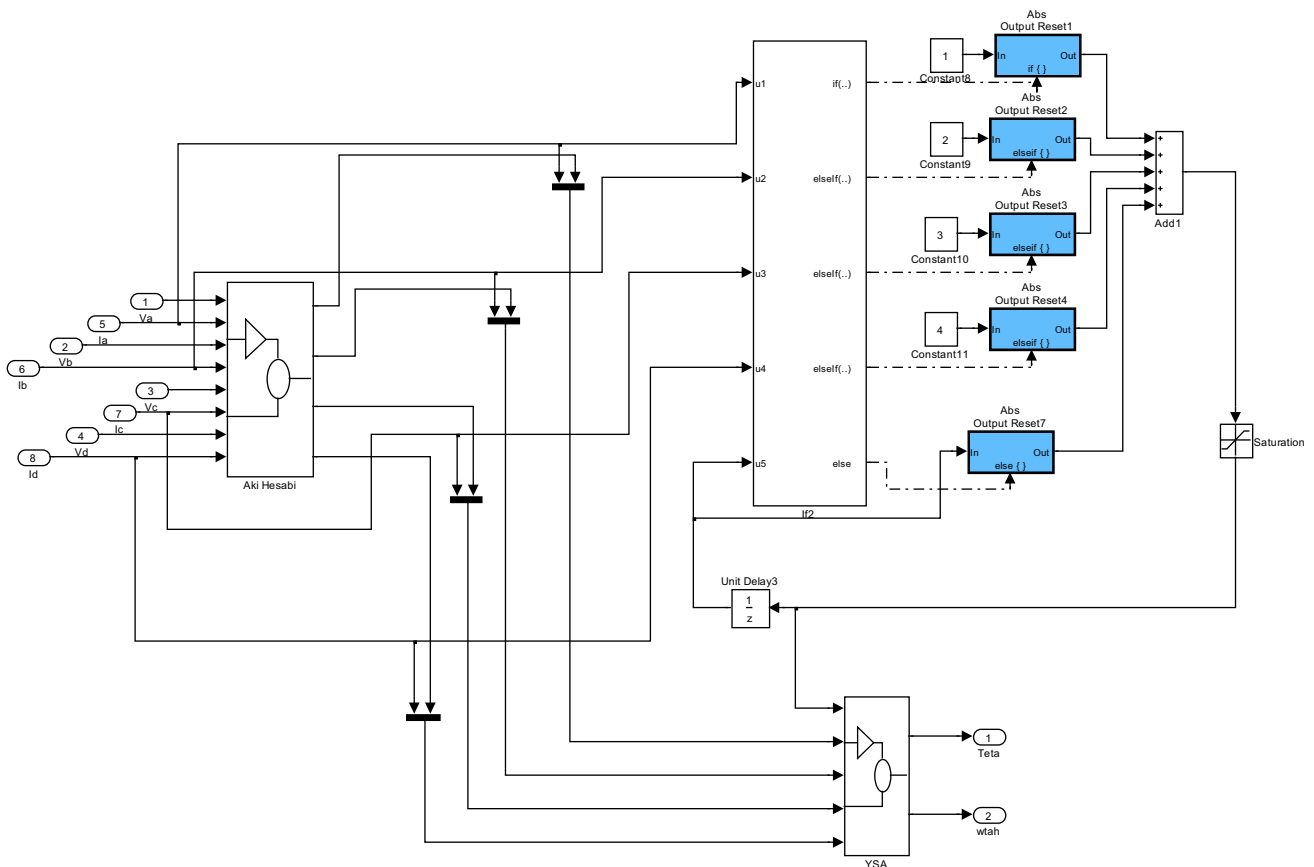 Abs
Output Reset1
1
Constant8
In
Out
if { }
Abs
Output Reset2
2
Constant9
In
Out
elseif { }
Abs
Output Reset3
3
Constant10
In
Out
elseif { }
Abs
Output Reset4
4
Constant11
In
Out
elseif { }
Abs
Output Reset7
In
Out
else { }
u1
if(..)
u2
elseIf(..)
u3
elseIf(..)
u4
elseIf(..)
u5
else
If2
+
+
+
+
+
Add1
Saturation
1
Va
5
Ia
2
Vb
6
Ib
3
Vc
7
Ic
4
Vd
8
Id
Aki Hesabi
Unit Delay3
1
z
YSA
1
Teta
2
wtah